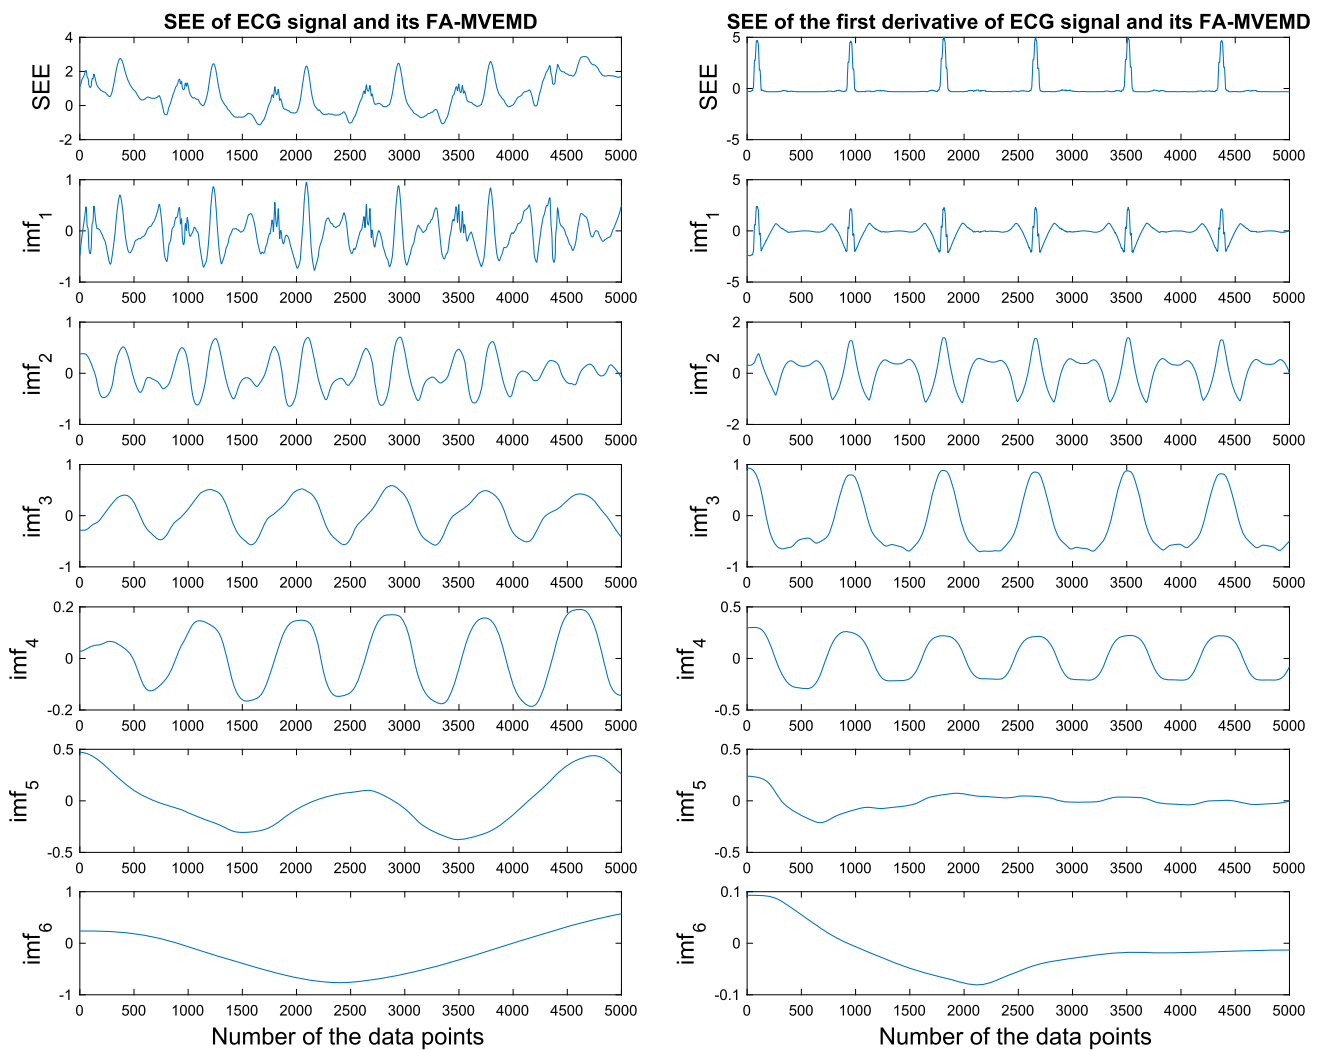 SEE of ECG signal and its FA-MVEMD
SEE
4
2
0
-2
0 500 1000 1500 2000 2500 3000 3500 4000 4500 5000
imf1
1
0
-1
0 500 1000 1500 2000 2500 3000 3500 4000 4500 5000
imf2
1
0
-1
0 500 1000 1500 2000 2500 3000 3500 4000 4500 5000
imf3
1
0
-1
0 500 1000 1500 2000 2500 3000 3500 4000 4500 5000
imf4
0.2
0
-0.2
0 500 1000 1500 2000 2500 3000 3500 4000 4500 5000
imf5
0.5
0
-0.5
0 500 1000 1500 2000 2500 3000 3500 4000 4500 5000
imf6
1
0
-1
0 500 1000 1500 2000 2500 3000 3500 4000 4500 5000
Number of the data points
SEE of the first derivative of ECG signal and its FA-MVEMD
SEE
5
0
-5
0 500 1000 1500 2000 2500 3000 3500 4000 4500 5000
imf1
5
0
-5
0 500 1000 1500 2000 2500 3000 3500 4000 4500 5000
imf2
2
0
-2
0 500 1000 1500 2000 2500 3000 3500 4000 4500 5000
imf3
1
0
-1
0 500 1000 1500 2000 2500 3000 3500 4000 4500 5000
imf4
0.5
0
-0.5
0 500 1000 1500 2000 2500 3000 3500 4000 4500 5000
imf5
0.5
0
-0.5
0 500 1000 1500 2000 2500 3000 3500 4000 4500 5000
imf6
0.1
0
-0.1
0 500 1000 1500 2000 2500 3000 3500 4000 4500 5000
Number of the data points